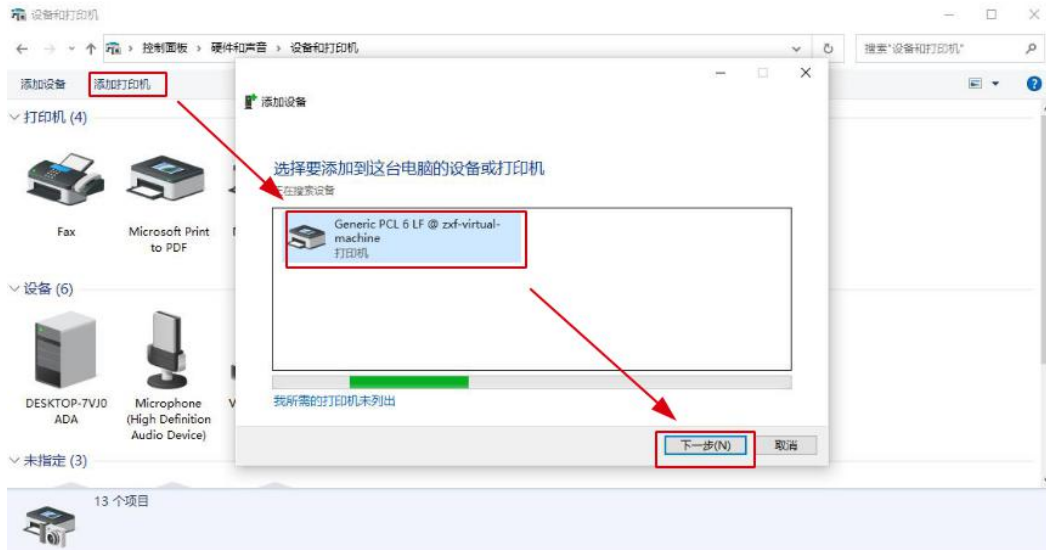 设备和打印机
控制面板 › 硬件和声音 › 设备和打印机
搜索"设备和打印机"
添加设备 添加打印机
打印机 (4)
Fax
Microsoft Print
to PDF
设备 (6)
DESKTOP-7VJ0
ADA
Microphone
(High Definition
Audio Device)
V
未指定 (3)
13 个项目
添加设备
选择要添加到这台电脑的设备或打印机
正在搜索设备
Generic PCL 6 LF @ zxf-virtual-
machine
打印机
我所需的打印机未列出
下一步(N) 取消